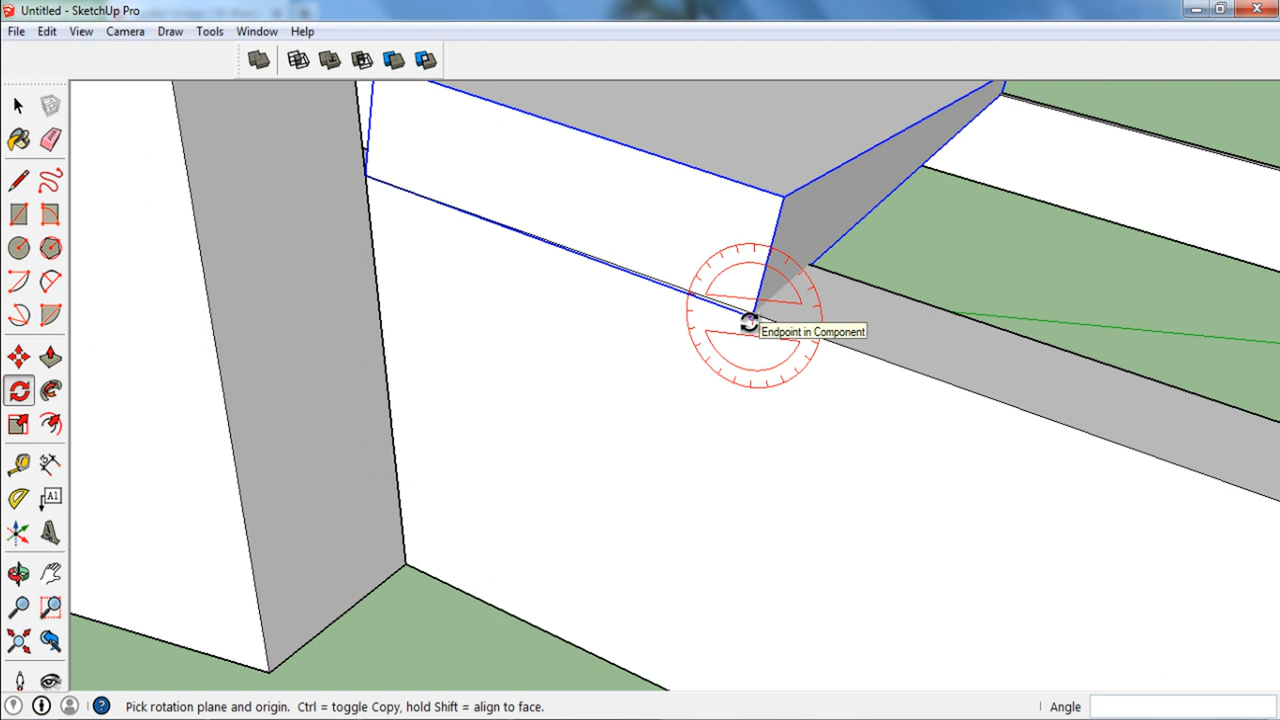 Untitled - SketchUp Pro
File Edit View Camera Draw Tools Window Help
Endpoint in Component
A1
Pick rotation plane and origin. Ctrl = toggle Copy, hold Shift = align to face.
Angle